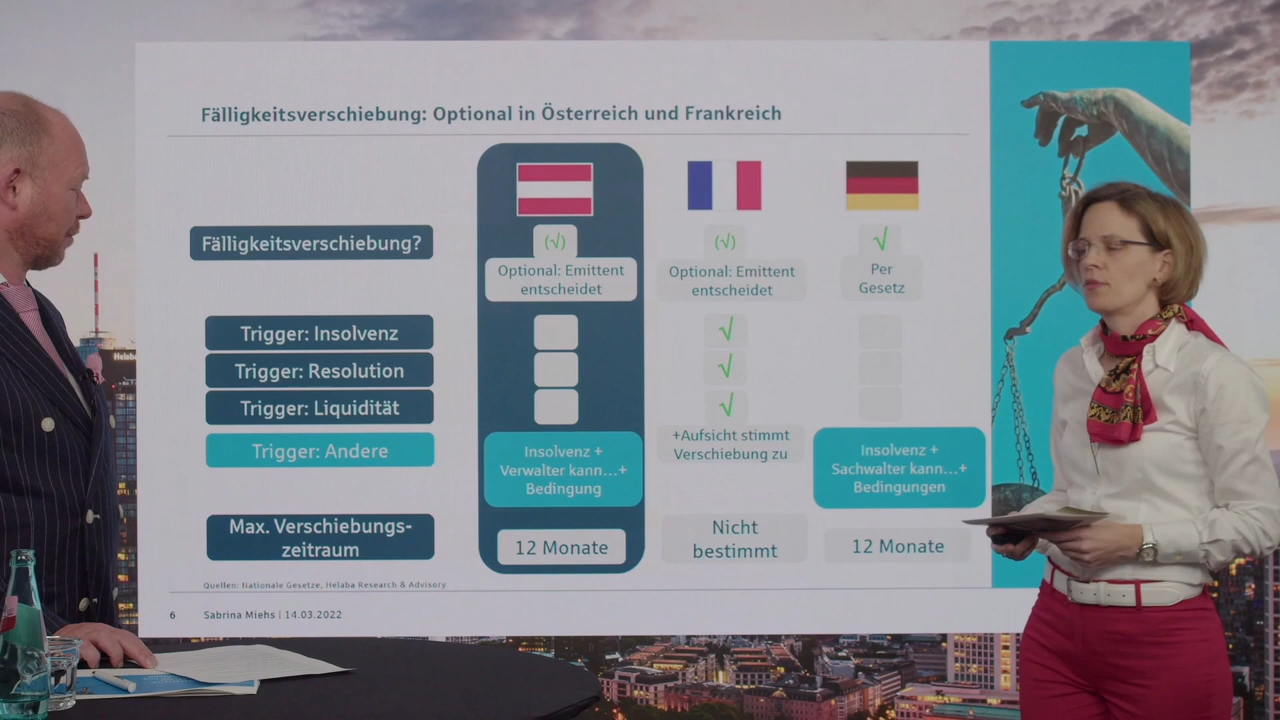 Fälligkeitsverschiebung: Optional in Österreich und Frankreich
Fälligkeitsverschiebung?
(√)
(√)
√
Optional: Emittent
entscheidet
Optional: Emittent
entscheidet
Per
Gesetz
Trigger: Insolvenz
√
Trigger: Resolution
√
Trigger: Liquidität
√
Trigger: Andere
Insolvenz +
Verwalter kann...+
Bedingung
+Aufsicht stimmt
Verschiebung zu
Insolvenz +
Sachwalter kann...+
Bedingungen
Max. Verschiebungs-
zeitraum
12 Monate
Nicht
bestimmt
12 Monate
Quellen: Nationale Gesetze, Helaba Research & Advisory
6 Sabrina Miehs | 14.03.2022
Helaba